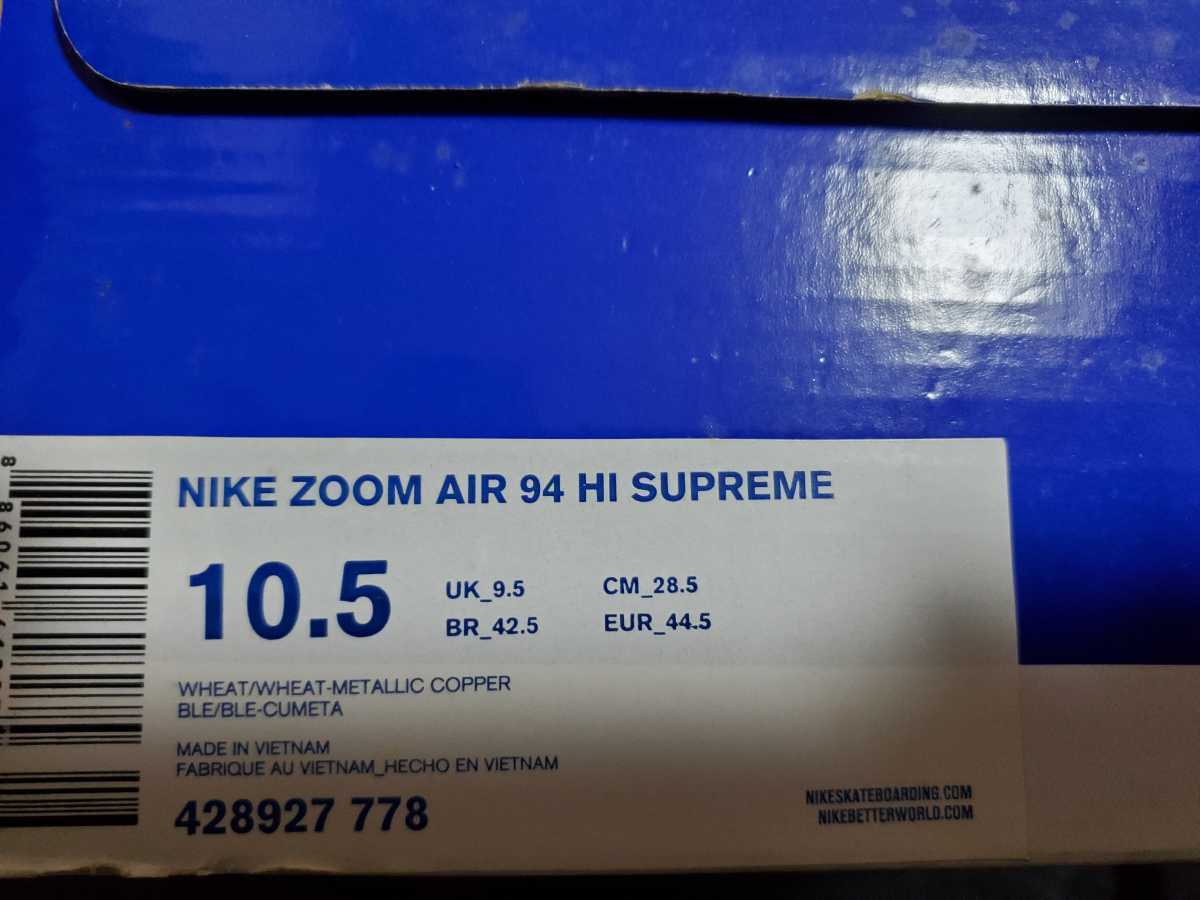 NIKE ZOOM AIR 94 HI SUPREME
10.5
UK_9.5 CM_28.5
BR_42.5 EUR_44.5
WHEAT/WHEAT-METALLIC COPPER
BLE/BLE-CUMETA
MADE IN VIETNAM
FABRIQUE AU VIETNAM_HECHO EN VIETNAM
428927 778
NIKESKATEBOARDING.COM
NIKEBETTERWORLD.COM